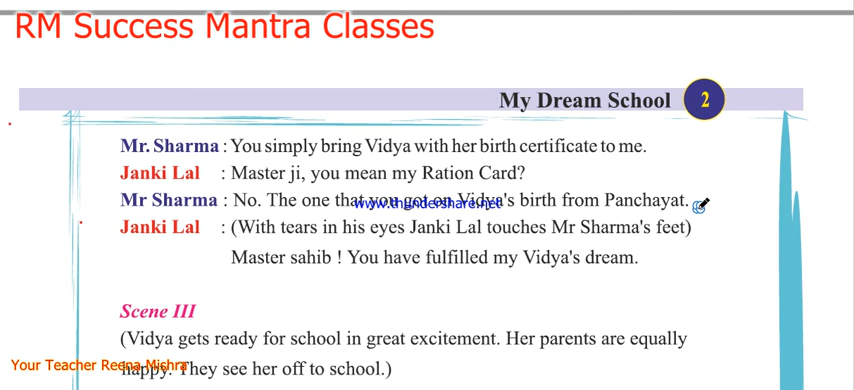 RM Success Mantra Classes
My Dream School 2
Mr. Sharma : You simply bring Vidya with her birth certificate to me.
Janki Lal : Master ji, you mean my Ration Card?
Mr Sharma : No. The one that you got on Vidya's birth from Panchayat.
www.thundershare.net
Janki Lal : (With tears in his eyes Janki Lal touches Mr Sharma's feet)
Master sahib ! You have fulfilled my Vidya's dream.
Scene III
(Vidya gets ready for school in great excitement. Her parents are equally
Your Teacher Reena Mishra
happy. They see her off to school.)